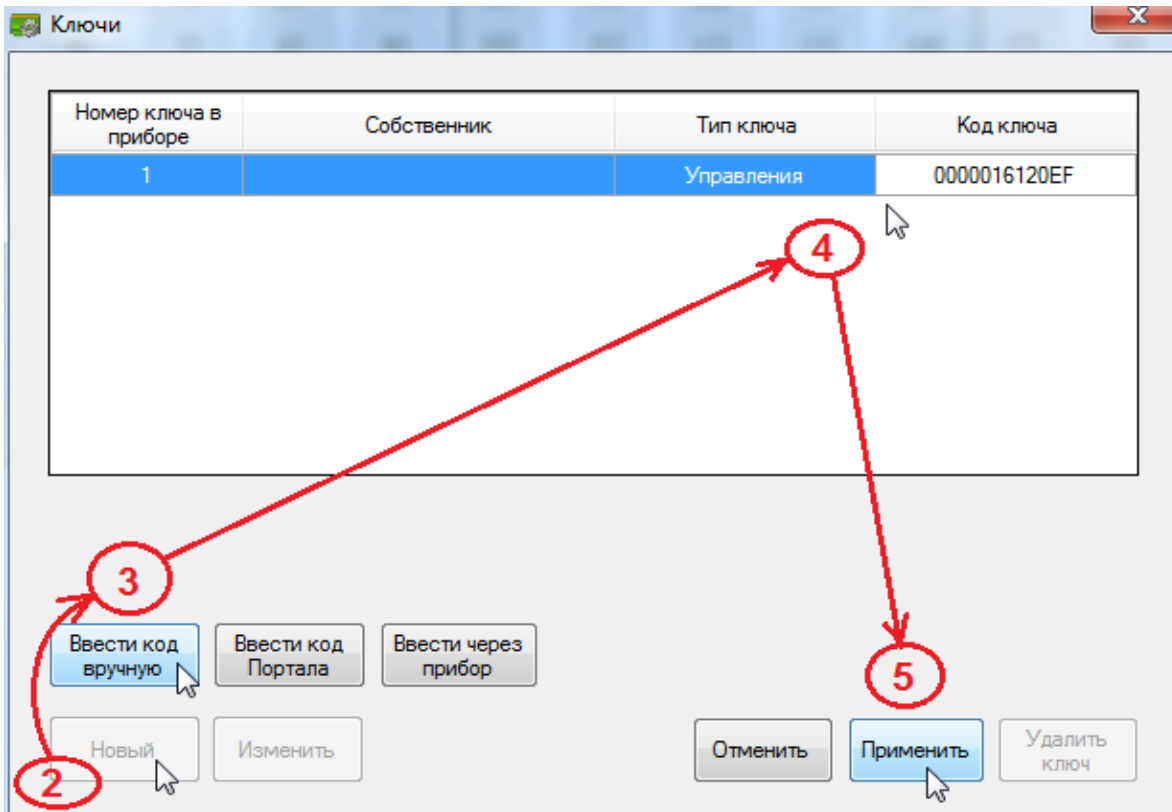 Ключи
Номер ключа в
приборе
Собственник
Тип ключа
Код ключа
1
Управления
0000016120EF
4
3
Ввести код
вручную
Ввести код
Портала
Ввести через
прибор
5
Новый
Изменить
Отменить
Применить
Удалить
ключ
2